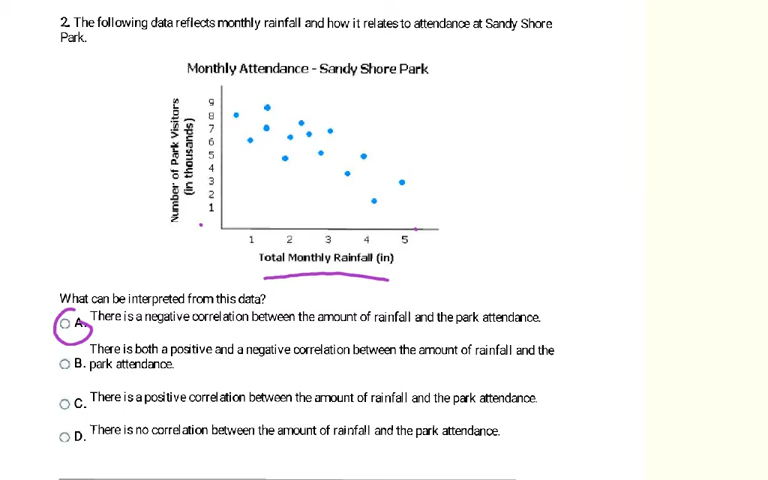 2. The following data reflects monthly rainfall and how it relates to attendance at Sandy Shore
Park.
Monthly Attendance - Sandy Shore Park
Number of Park Visitors
(in thousands)
9
8
7
6
5
4
3
2
1
1 2 3 4 5
Total Monthly Rainfall (in)
What can be interpreted from this data?
A. There is a negative correlation between the amount of rainfall and the park attendance.
There is both a positive and a negative correlation between the amount of rainfall and the
B. park attendance.
C. There is a positive correlation between the amount of rainfall and the park attendance.
D. There is no correlation between the amount of rainfall and the park attendance.